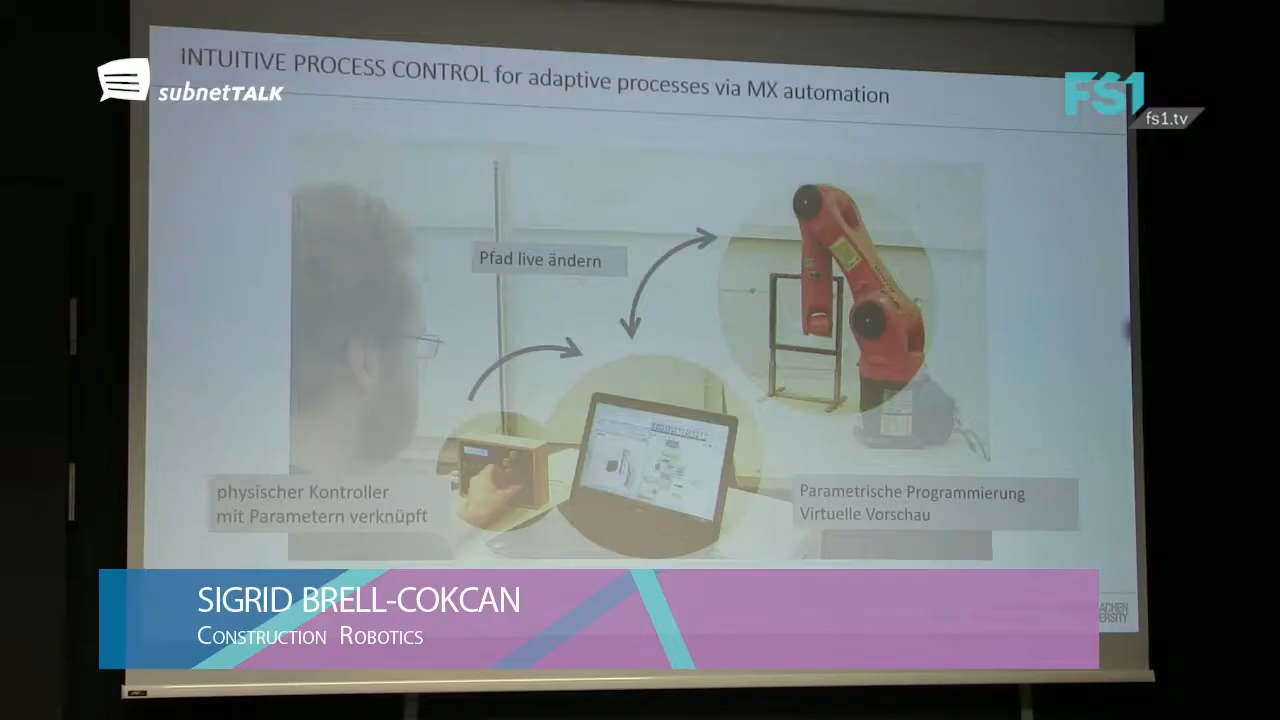 INTUITIVE PROCESS CONTROL for adaptive processes via MX automation
subnetTALK
FS1
fs1.tv
Pfad live ändern
physischer Kontroller
mit Parametern verknüpft
Parametrische Programmierung
Virtuelle Vorschau
SIGRID BRELL-COKCAN
CONSTRUCTION ROBOTICS